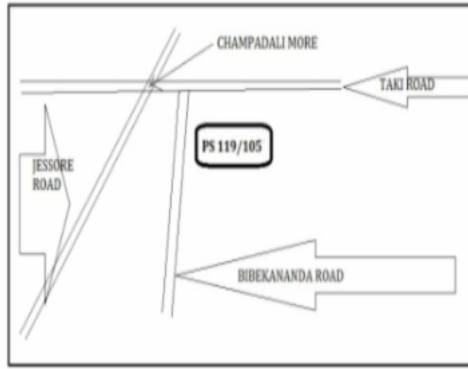 CHAMPADALI MORE
TAKI ROAD
PS 119/105
JESSORE
ROAD
BIBEKANANDA ROAD